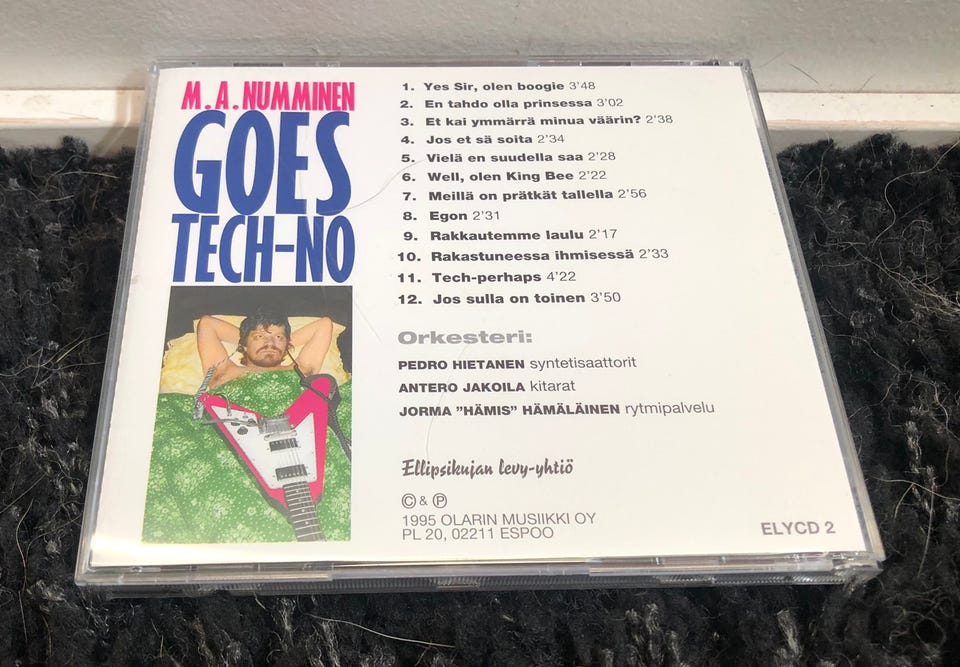 M.A. NUMMINEN
GOES
TECH-NO
1. Yes Sir, olen boogie 3'48
2. En tahdo olla prinsessa 3'02
3. Et kai ymmärrä minua väärin? 2'38
4. Jos et sä soita 2'34
5. Vielä en suudella saa 2'28
6. Well, olen King Bee 2'22
7. Meillä on prätkät tallella 2'56
8. Egon 2'31
9. Rakkautemme laulu 2'17
10. Rakastuneessa ihmisessä 2'33
11. Tech-perhaps 4'22
12. Jos sulla on toinen 3'50
Orkesteri:
PEDRO HIETANEN syntetisaattorit
ANTERO JAKOILA kitarat
JORMA "HÄMIS" HÄMÄLÄINEN rytmipalvelu
Ellipsikujan levy-yhtiö
© & ℗
1995 OLARIN MUSIIKKI OY
PL 20, 02211 ESPOO
ELYCD 2